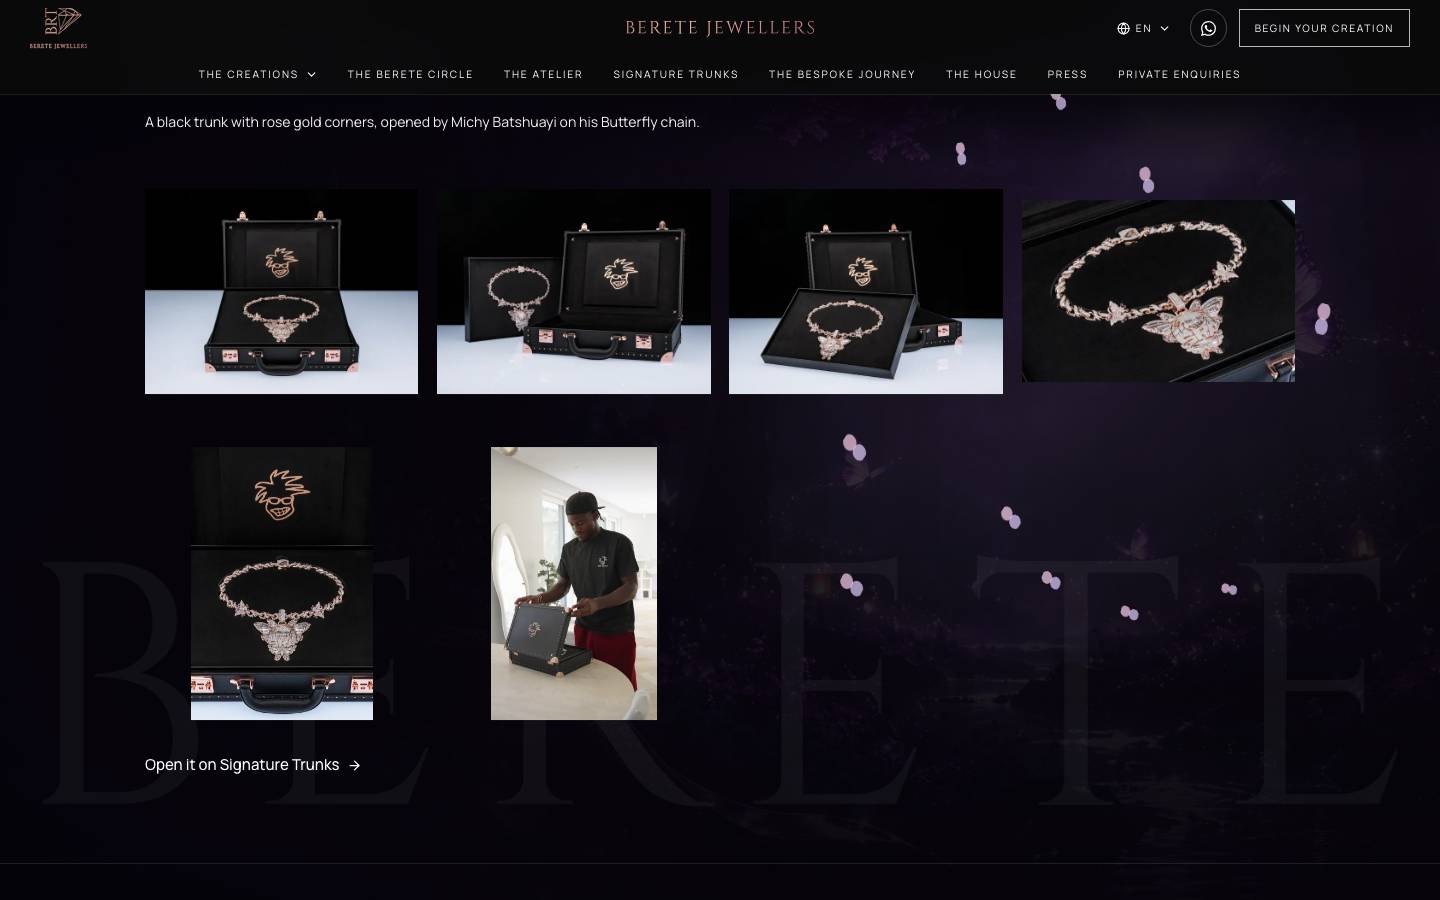 BRT
BERETE JEWELLERS
BERETE JEWELLERS
EN
BEGIN YOUR CREATION
THE CREATIONS
THE BERETE CIRCLE
THE ATELIER
SIGNATURE TRUNKS
THE BESPOKE JOURNEY
THE HOUSE
PRESS
PRIVATE ENQUIRIES
A black trunk with rose gold corners, opened by Michy Batshuayi on his Butterfly chain.
BERETE
Open it on Signature Trunks →